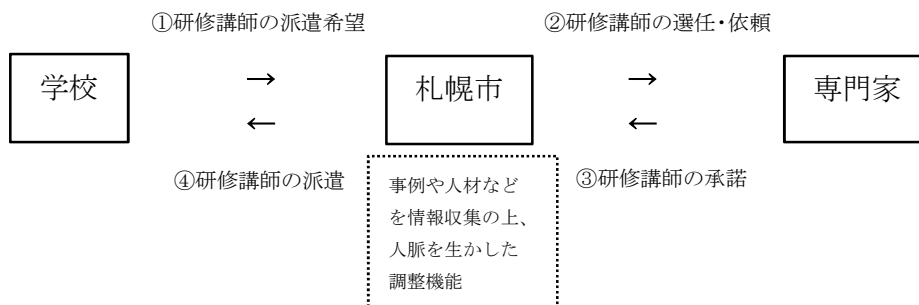 ①研修講師の派遣希望
②研修講師の選任・依頼
学校
→
札幌市
→
専門家
←
←
④研修講師の派遣
③研修講師の承諾
事例や人材など
を情報収集の上、
人脈を生かした
調整機能